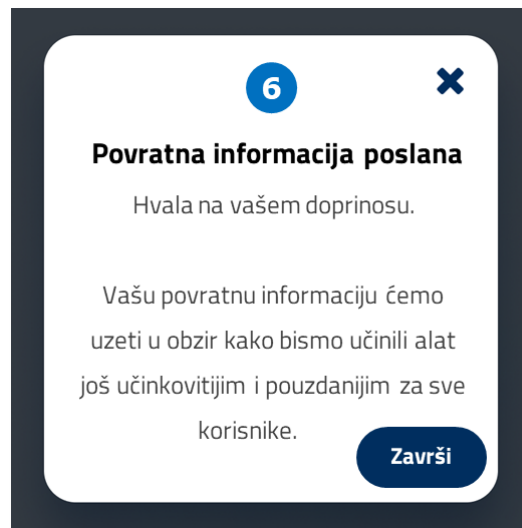 6
Povratna informacija poslana
Hvala na vašem doprinosu.
Vašu povratnu informaciju ćemo
uzeti u obzir kako bismo učinili alat
još učinkovitijim i pouzdanijim za sve
korisnike.
Završi